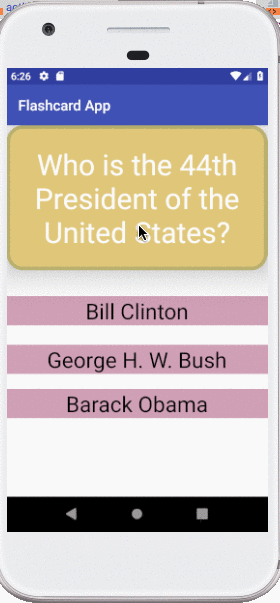 6:26
Flashcard App
Who is the 44th
President of the
United States?
Bill Clinton
George H. W. Bush
Barack Obama